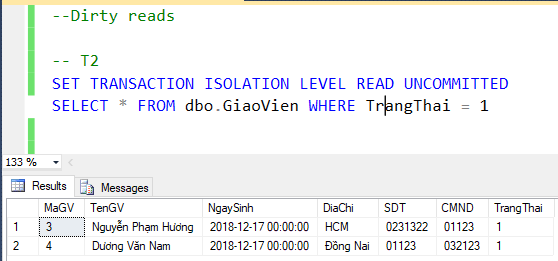 --Dirty reads
-- T2
SET TRANSACTION ISOLATION LEVEL READ UNCOMMITTED
SELECT * FROM dbo.GiaoVien WHERE TrangThai = 1
133 %
Results Messages
MaGV TenGV NgaySinh DiaChi SDT CMND TrangThai
1 3 Nguyễn Phạm Hương 2018-12-17 00:00:00 HCM 0231322 01123 1
2 4 Dương Văn Nam 2018-12-17 00:00:00 Đồng Nai 01123 032123 1